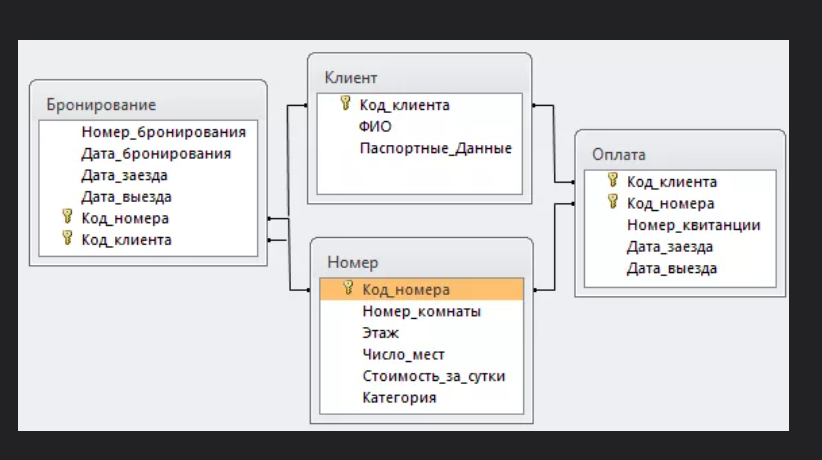 Бронирование
Номер_бронирования
Дата_бронирования
Дата_заезда
Дата_выезда
Код_номера
Код_клиента
Клиент
Код_клиента
ФИО
Паспортные_Данные
Номер
Код_номера
Номер_комнаты
Этаж
Число_мест
Стоимость_за_сутки
Категория
Оплата
Код_клиента
Код_номера
Номер_квитанции
Дата_заезда
Дата_выезда